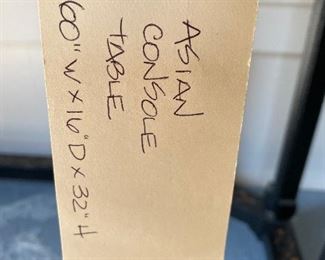 ASIAN
CONSOLE
TABLE
60" W X 16" D X 32" H